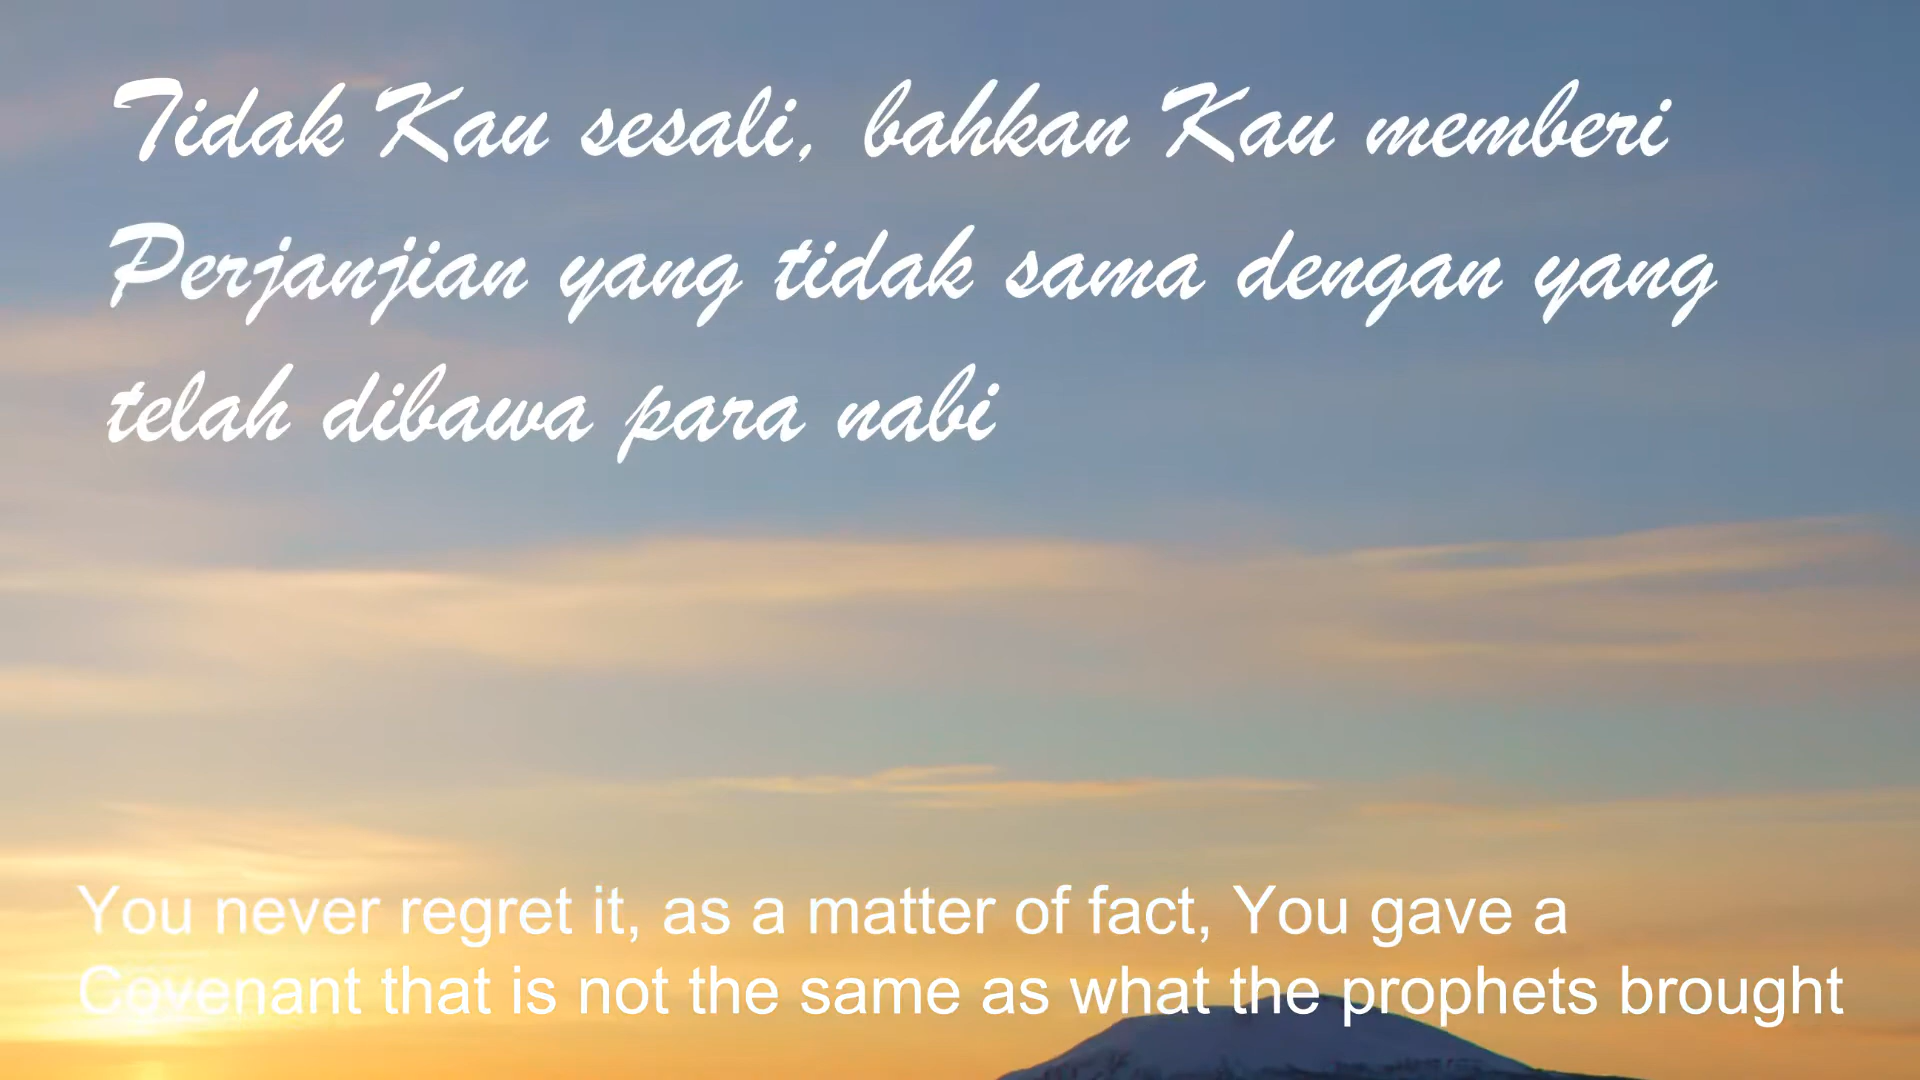 Tidak Kau sesali, bahkan Kau memberi
Perjanjian yang tidak sama dengan yang
telah dibawa para nabi
You never regret it, as a matter of fact, You gave a
Covenant that is not the same as what the prophets brought